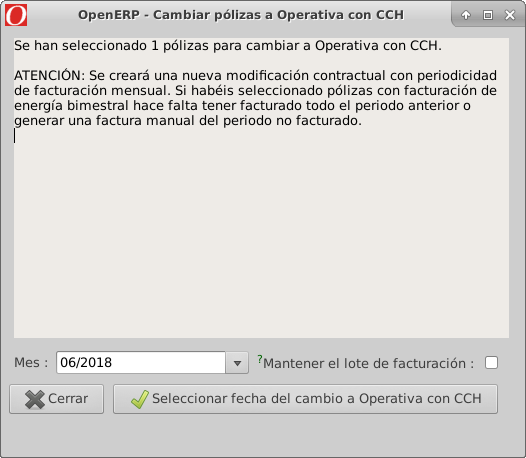 OpenERP - Cambiar pólizas a Operativa con CCH
Se han seleccionado 1 pólizas para cambiar a Operativa con CCH.
ATENCIÓN: Se creará una nueva modificación contractual con periodicidad
de facturación mensual. Si habéis seleccionado pólizas con facturación de
energía bimestral hace falta tener facturado todo el periodo anterior o
generar una factura manual del periodo no facturado.
Mes : 06/2018 ?Mantener el lote de facturación :
Cerrar Seleccionar fecha del cambio a Operativa con CCH